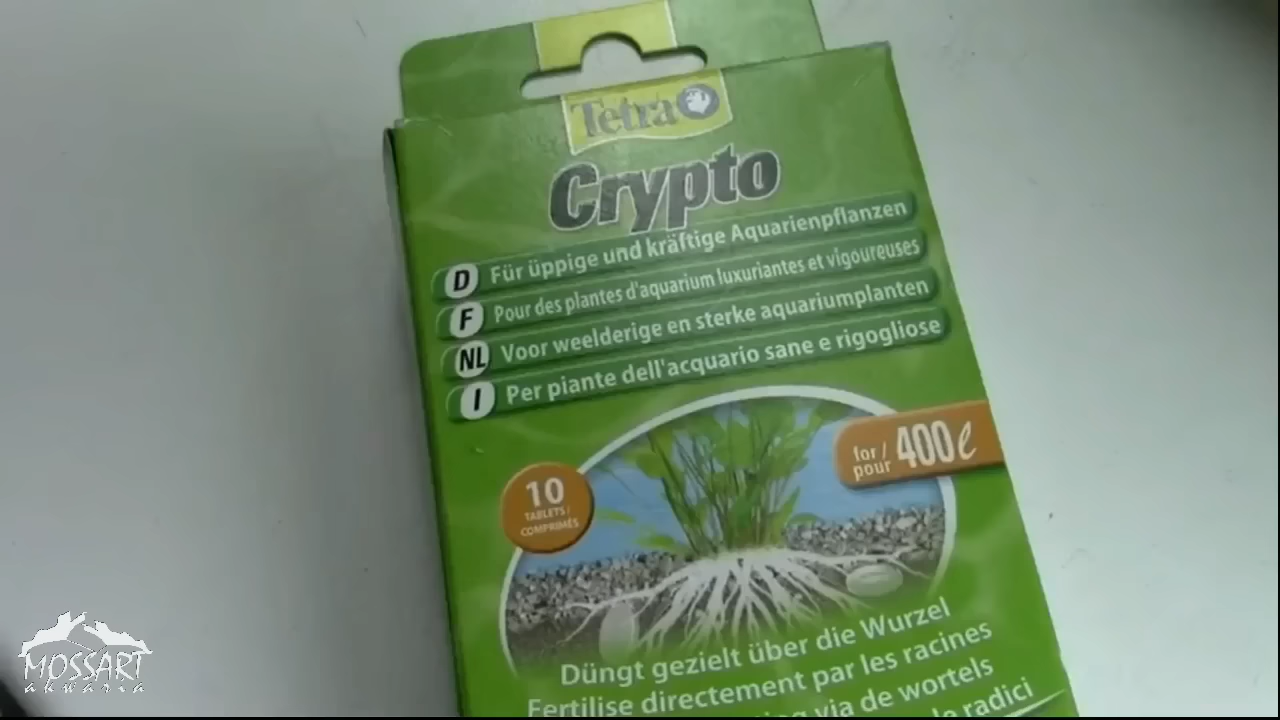 Tetra
Crypto
D Für üppige und kräftige Aquarienpflanzen
F Pour des plantes d'aquarium luxuriantes et vigoureuses
NL Voor weelderige en sterke aquariumplanten
I Per piante dell'acquario sane e rigogliose
for / pour 400ℓ
10
TABLETS /
COMPRIMÉS
Düngt gezielt über die Wurzel
Fertilise directement par les racines
via de wortels
le radici
MOSSART
AKWARIA